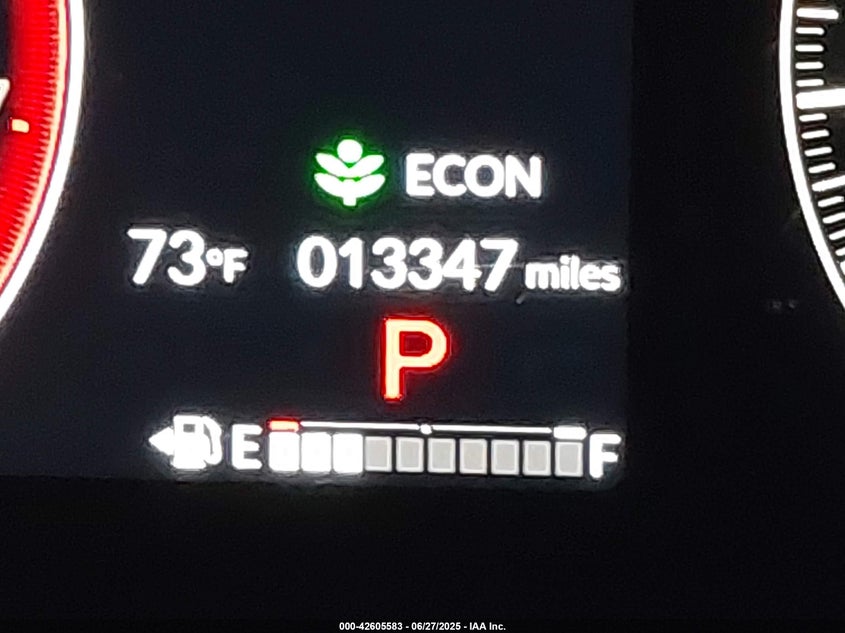 ECON
73°F 013347 miles
P
E F
000-42605583 - 06/27/2025 - IAA Inc.